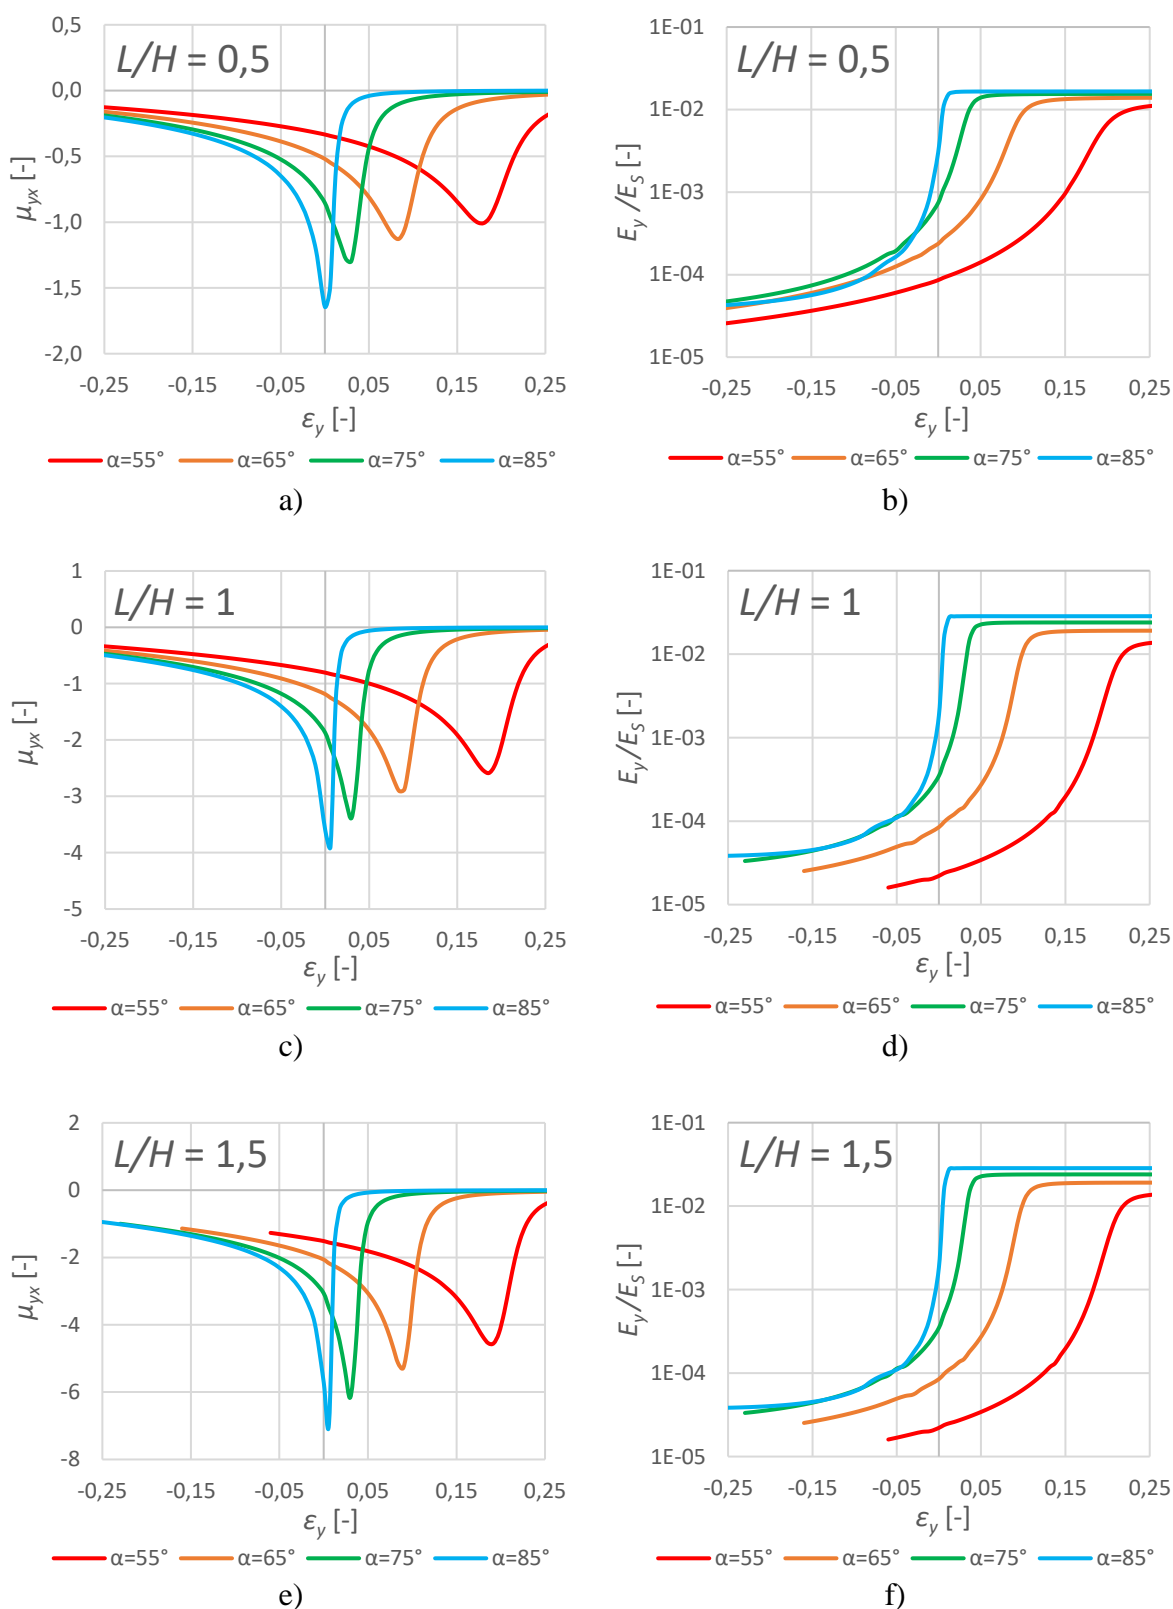 L/H = 0,5
0,5
0,0
-0,5
-1,0
-1,5
-2,0
μyx [-]
-0,25 -0,15 -0,05 0,05 0,15 0,25
εy [-]
α=55° α=65° α=75° α=85°
a)
L/H = 0,5
1E-01
1E-02
1E-03
1E-04
1E-05
Ey/ES [-]
-0,25 -0,15 -0,05 0,05 0,15 0,25
εy [-]
α=55° α=65° α=75° α=85°
b)
L/H = 1
1
0
-1
-2
-3
-4
-5
μyx [-]
-0,25 -0,15 -0,05 0,05 0,15 0,25
εy [-]
α=55° α=65° α=75° α=85°
c)
L/H = 1
1E-01
1E-02
1E-03
1E-04
1E-05
Ey/ES [-]
-0,25 -0,15 -0,05 0,05 0,15 0,25
εy [-]
α=55° α=65° α=75° α=85°
d)
L/H = 1,5
2
0
-2
-4
-6
-8
μyx [-]
-0,25 -0,15 -0,05 0,05 0,15 0,25
εy [-]
α=55° α=65° α=75° α=85°
e)
L/H = 1,5
1E-01
1E-02
1E-03
1E-04
1E-05
Ey/ES [-]
-0,25 -0,15 -0,05 0,05 0,15 0,25
εy [-]
α=55° α=65° α=75° α=85°
f)